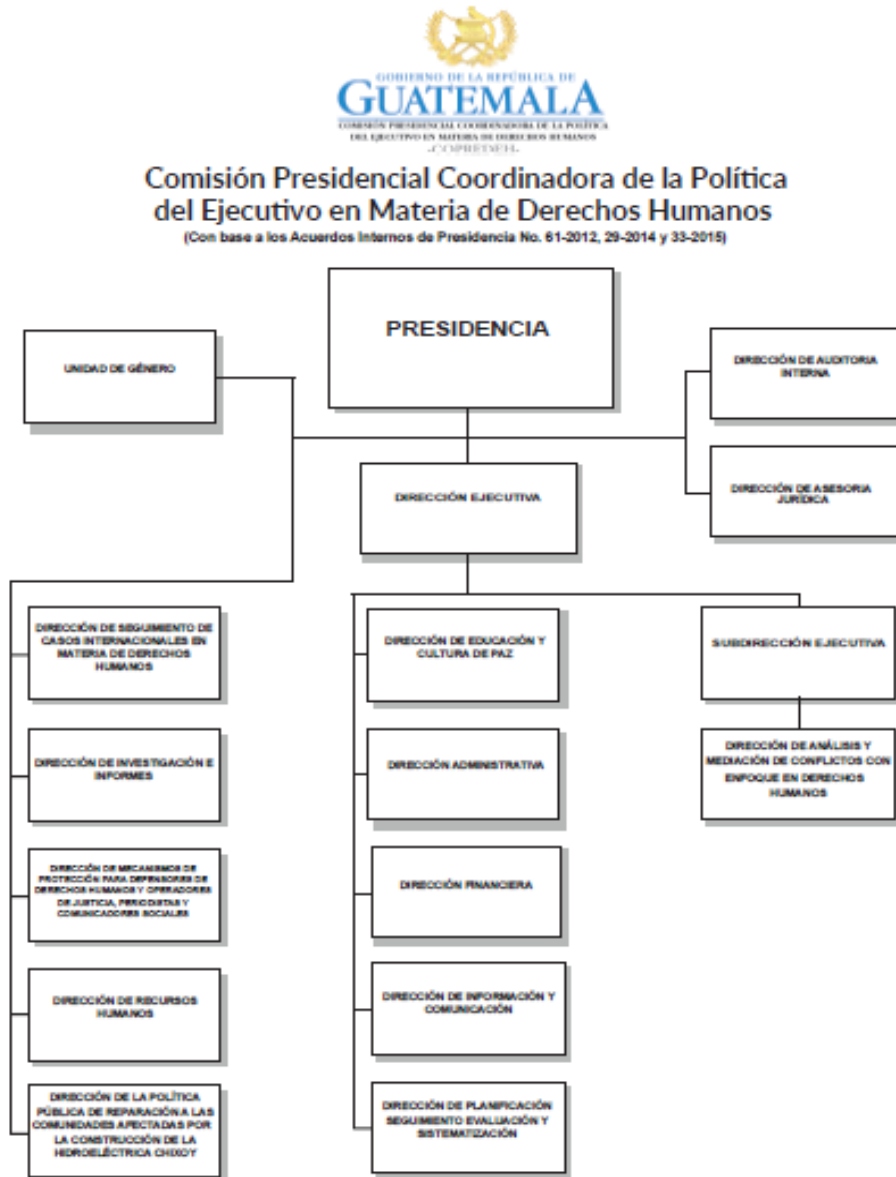 GOBIERNO DE LA REPÚBLICA DE
GUATEMALA
COMISIÓN PRESIDENCIAL COORDINADORA DE LA POLÍTICA
DEL EJECUTIVO EN MATERIA DE DERECHOS HUMANOS
-COPREDEH-
Comisión Presidencial Coordinadora de la Política
del Ejecutivo en Materia de Derechos Humanos
(Con base a los Acuerdos Internos de Presidencia No. 61-2012, 29-2014 y 33-2015)
PRESIDENCIA
UNIDAD DE GÉNERO
DIRECCIÓN DE AUDITORIA
INTERNA
DIRECCIÓN DE ASESORIA
JURÍDICA
DIRECCIÓN EJECUTIVA
DIRECCIÓN DE SEGUIMIENTO DE
CASOS INTERNACIONALES EN
MATERIA DE DERECHOS
HUMANOS
DIRECCIÓN DE INVESTIGACIÓN E
INFORMES
DIRECCIÓN DE MECANISMOS DE
PROTECCIÓN PARA DEFENSORES DE
DERECHOS HUMANOS Y OPERADORES
DE JUSTICIA, PERIODISTAS Y
COMUNICADORES SOCIALES
DIRECCIÓN DE RECURSOS
HUMANOS
DIRECCIÓN DE LA POLÍTICA
PÚBLICA DE REPARACIÓN A LAS
COMUNIDADES AFECTADAS POR
LA CONSTRUCCIÓN DE LA
HIDROELÉCTRICA CHIXOY
DIRECCIÓN DE EDUCACIÓN Y
CULTURA DE PAZ
DIRECCIÓN ADMINISTRATIVA
DIRECCIÓN FINANCIERA
DIRECCIÓN DE INFORMACIÓN Y
COMUNICACIÓN
DIRECCIÓN DE PLANIFICACIÓN
SEGUIMIENTO EVALUACIÓN Y
SISTEMATIZACIÓN
SUBDIRECCIÓN EJECUTIVA
DIRECCIÓN DE ANÁLISIS Y
MEDIACIÓN DE CONFLICTOS CON
ENFOQUE EN DERECHOS
HUMANOS